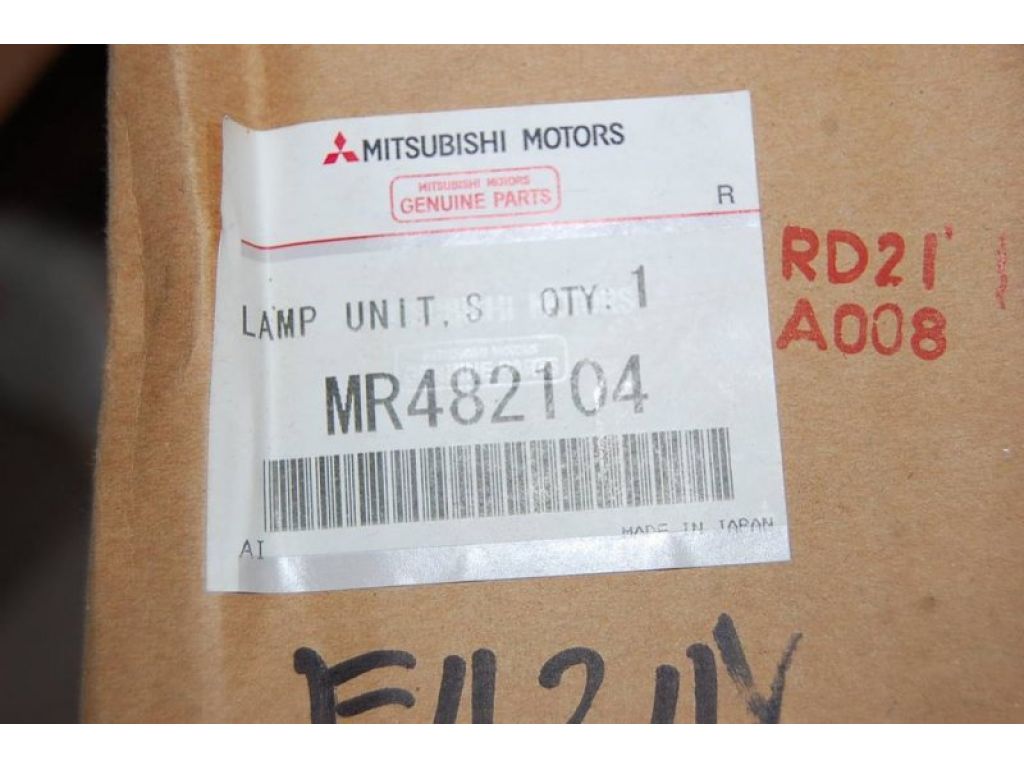 MITSUBISHI MOTORS
MITSUBISHI MOTORS
GENUINE PARTS
R
LAMP UNIT, S QTY. 1
MR482104
AI
MADE IN JAPAN
RD21
A008